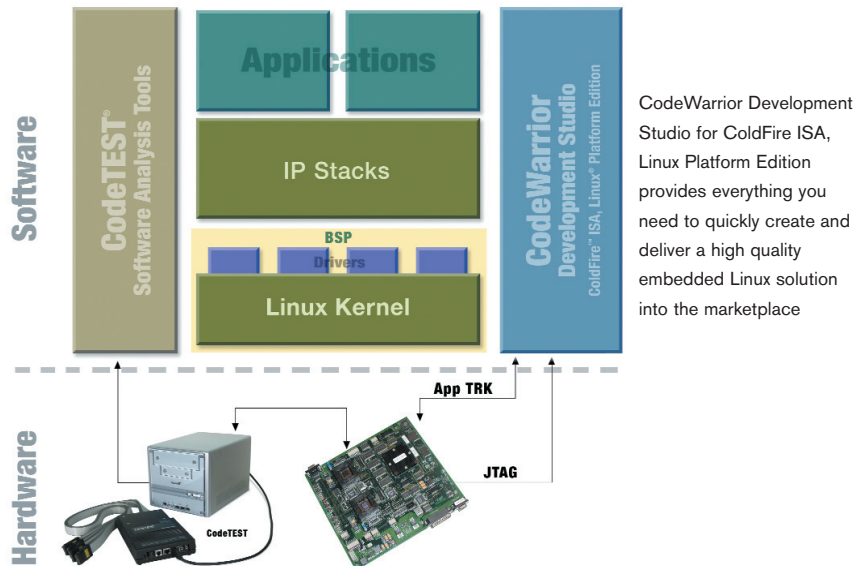 Software
CodeTEST®
Software Analysis Tools
Applications
IP Stacks
BSP
Drivers
Linux Kernel
CodeWarrior
Development Studio
ColdFire™ ISA, Linux® Platform Edition
CodeWarrior Development
Studio for ColdFire ISA,
Linux Platform Edition
provides everything you
need to quickly create and
deliver a high quality
embedded Linux solution
into the marketplace
Hardware
App TRK
JTAG
CodeTEST